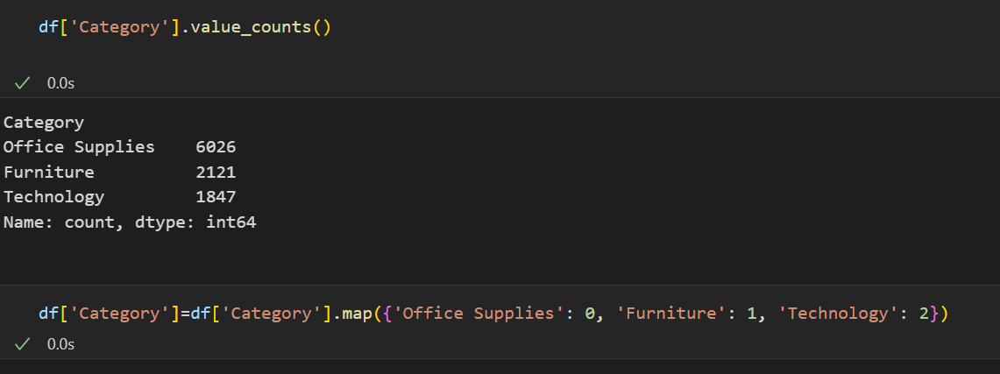 df['Category'].value_counts()
0.0s
Category
Office Supplies    6026
Furniture          2121
Technology         1847
Name: count, dtype: int64
df['Category']=df['Category'].map({'Office Supplies': 0, 'Furniture': 1, 'Technology': 2})
0.0s